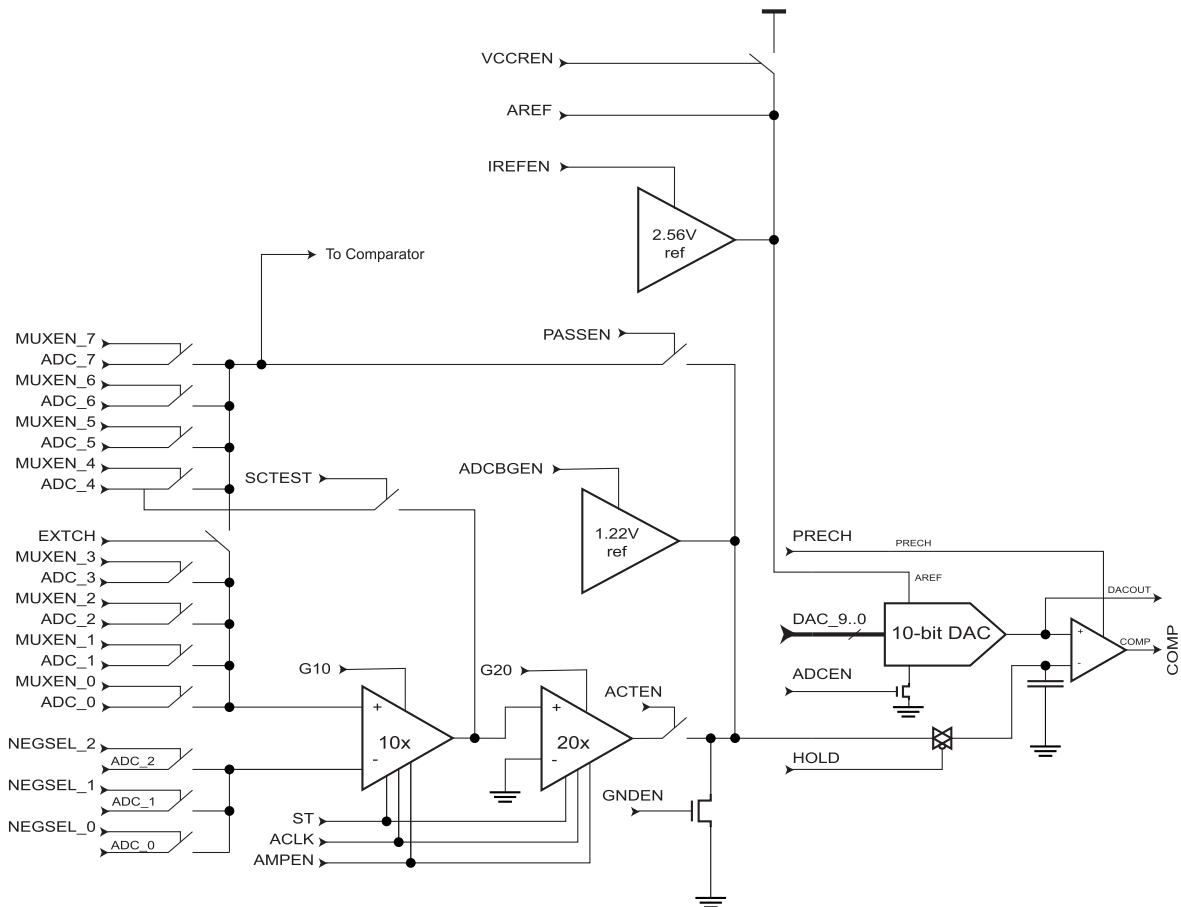 VCCREN
AREF
IREFEN
2.56V
ref
To Comparator
PASSEN
MUXEN_7
ADC_7
MUXEN_6
ADC_6
MUXEN_5
ADC_5
MUXEN_4
ADC_4
SCTEST
ADCBGEN
1.22V
ref
EXTCH
MUXEN_3
ADC_3
MUXEN_2
ADC_2
MUXEN_1
ADC_1
MUXEN_0
ADC_0
PRECH
PRECH
AREF
DACOUT
DAC_9..0
10-bit DAC
+
-
COMP
COMP
ADCEN
HOLD
G10
+
10x
-
G20
+
20x
-
ACTEN
NEGSEL_2
ADC_2
NEGSEL_1
ADC_1
NEGSEL_0
ADC_0
GNDEN
ST
ACLK
AMPEN